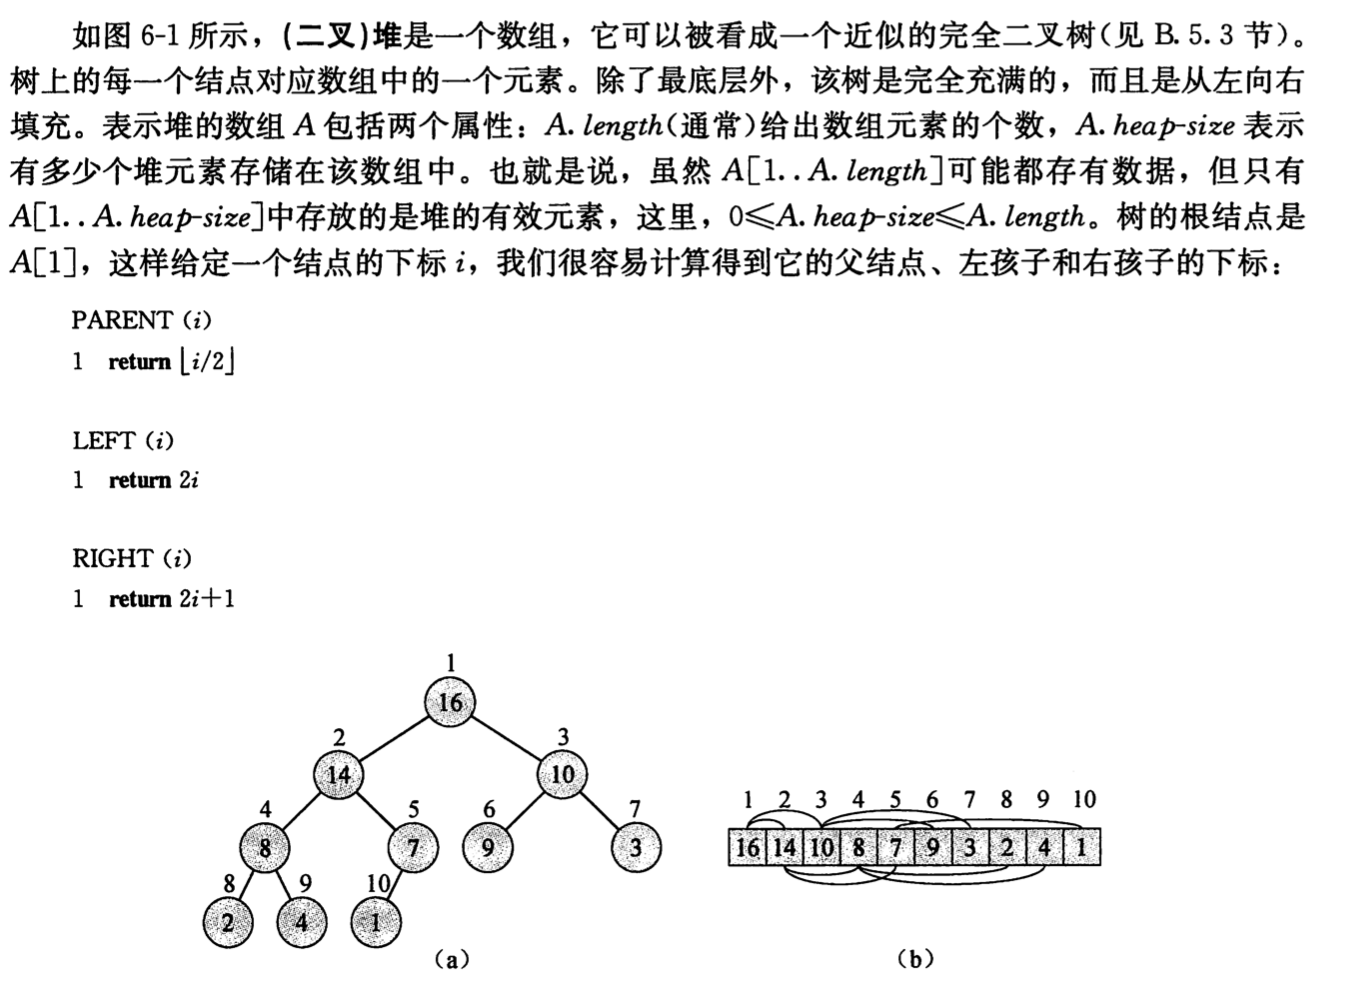 如图 6-1 所示，(二叉)堆是一个数组，它可以被看成一个近似的完全二叉树(见 B.5.3 节)。
树上的每一个结点对应数组中的一个元素。除了最底层外，该树是完全充满的，而且是从左向右
填充。表示堆的数组 A 包括两个属性：A.length(通常)给出数组元素的个数，A.heap-size 表示
有多少个堆元素存储在该数组中。也就是说，虽然 A[1..A.length]可能都存有数据，但只有
A[1..A.heap-size]中存放的是堆的有效元素，这里，0≤A.heap-size≤A.length。树的根结点是
A[1]，这样给定一个结点的下标 i，我们很容易计算得到它的父结点、左孩子和右孩子的下标：
PARENT (i)
1 return ⌊i/2⌋
LEFT (i)
1 return 2i
RIGHT (i)
1 return 2i+1
1
16
2 3
14 10
4 5 6 7
8 7 9 3
8 9 10
2 4 1
(a)
1 2 3 4 5 6 7 8 9 10
16 14 10 8 7 9 3 2 4 1
(b)